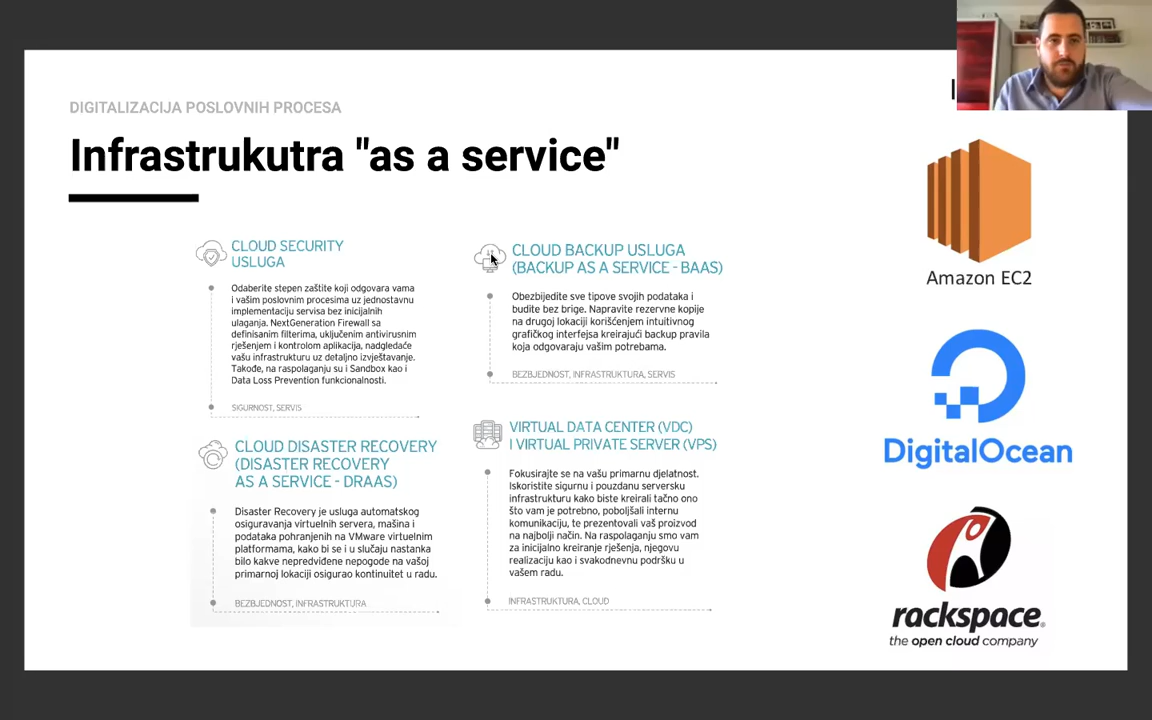 DIGITALIZACIJA POSLOVNIH PROCESA
Infrastrukutra "as a service"
CLOUD SECURITY
USLUGA
Odaberite stepen zaštite koji odgovara vama
i vašim poslovnim procesima uz jednostavnu
implementaciju servisa bez inicijalnih
ulaganja. NextGeneration Firewall sa
definisanim filterima, uključenim antivirusnim
rješenjem i kontrolom aplikacija, nadgledaće
vašu infrastrukturu uz detaljno izvještavanje.
Takođe, na raspolaganju su i Sandbox kao i
Data Loss Prevention funkcionalnosti.
SIGURNOST, SERVIS
CLOUD BACKUP USLUGA
(BACKUP AS A SERVICE - BAAS)
Obezbijedite sve tipove svojih podataka i
budite bez brige. Napravite rezervne kopije
na drugoj lokaciji korišćenjem intuitivnog
grafičkog interfejsa kreirajući backup pravila
koja odgovaraju vašim potrebama.
BEZBJEDNOST, INFRASTRUKTURA, SERVIS
CLOUD DISASTER RECOVERY
(DISASTER RECOVERY
AS A SERVICE - DRAAS)
Disaster Recovery je usluga automatskog
osiguravanja virtuelnih servera, mašina i
podataka pohranjenih na VMware virtuelnim
platformama, kako bi se i u slučaju nastanka
bilo kakve nepredviđene nepogode na vašoj
primarnoj lokaciji osigurao kontinuitet u radu.
BEZBJEDNOST, INFRASTRUKTURA
VIRTUAL DATA CENTER (VDC)
I VIRTUAL PRIVATE SERVER (VPS)
Fokusirajte se na vašu primarnu djelatnost.
Iskoristite sigurnu i pouzdanu serversku
infrastrukturu kako biste kreirali tačno ono
što vam je potrebno, poboljšali internu
komunikaciju, te prezentovali vaš proizvod
na najbolji način. Na raspolaganju smo vam
za inicijalno kreiranje rješenja, njegovu
realizaciju kao i svakodnevnu podršku u
vašem radu.
INFRASTRUKTURA, CLOUD
Amazon EC2
DigitalOcean
rackspace®
the open cloud company